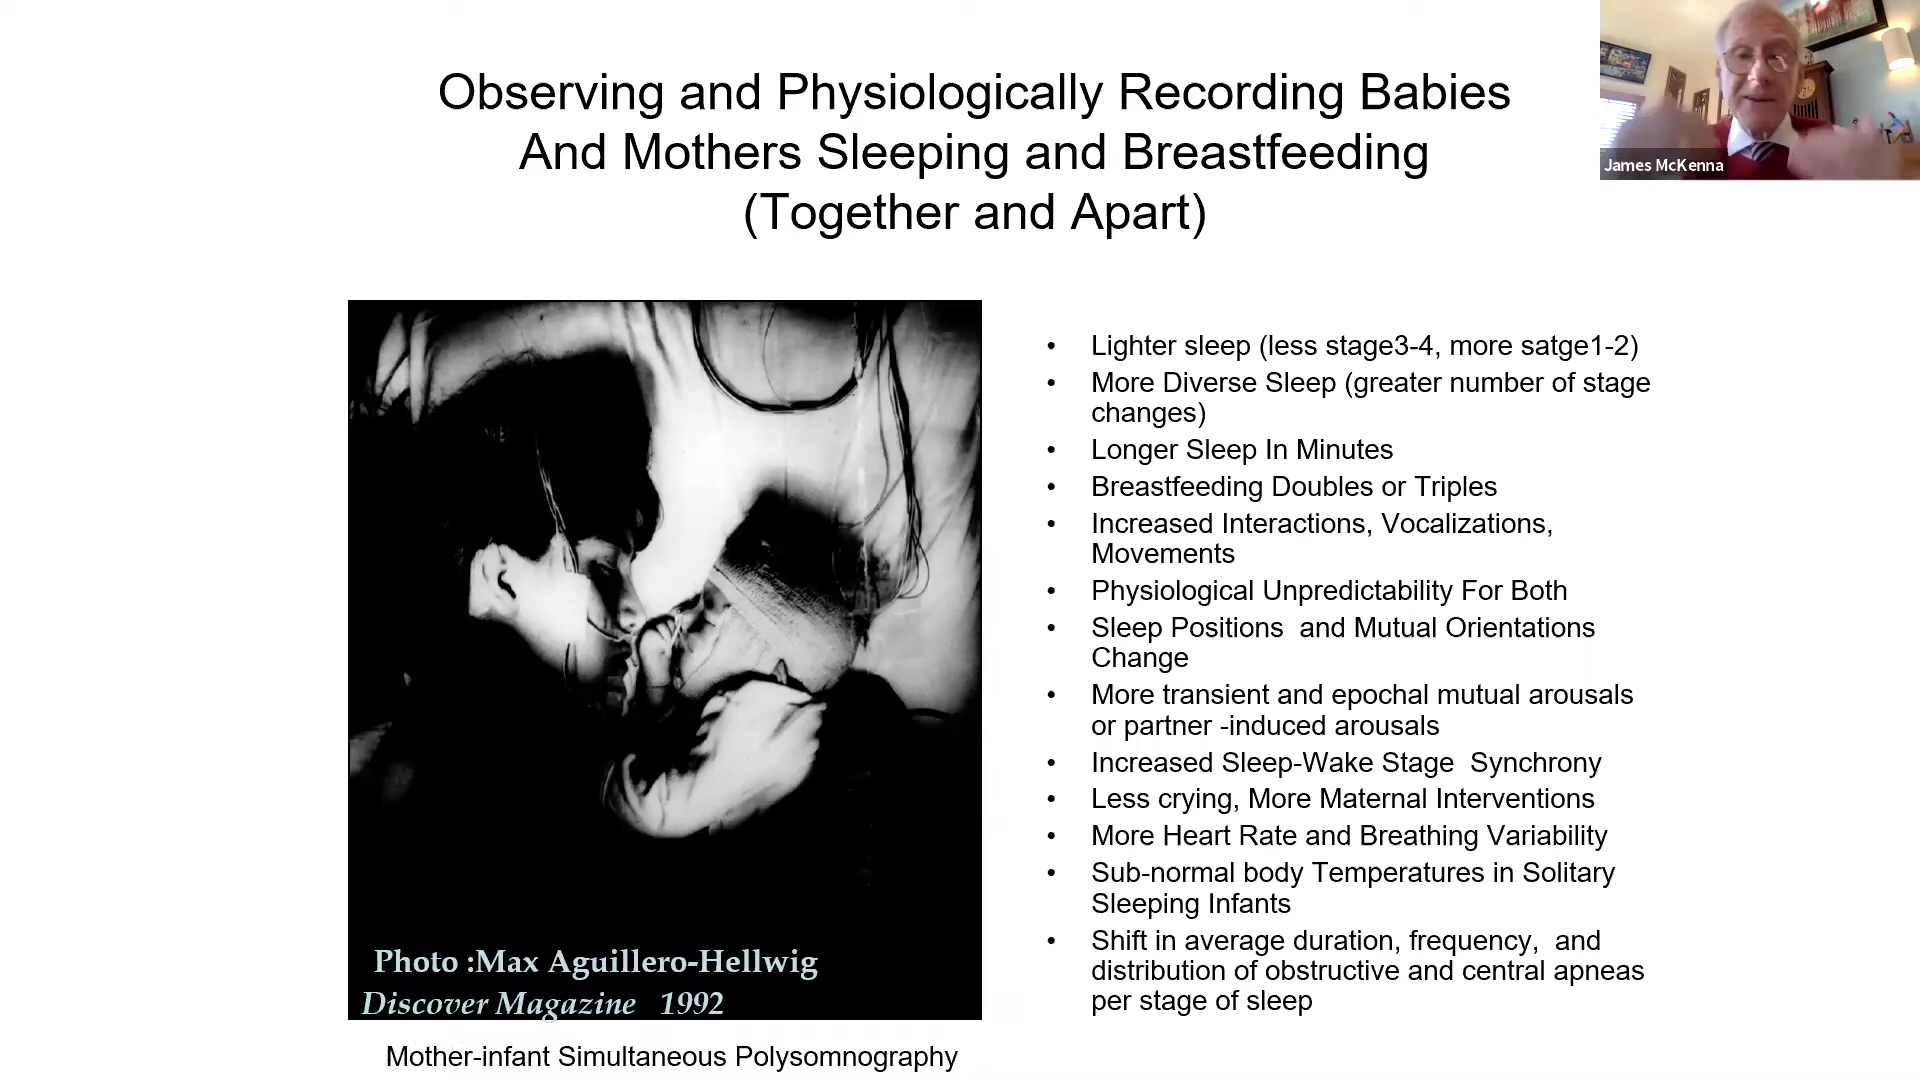 Observing and Physiologically Recording Babies
And Mothers Sleeping and Breastfeeding
(Together and Apart)
James McKenna
• Lighter sleep (less stage3-4, more satge1-2)
• More Diverse Sleep (greater number of stage
changes)
• Longer Sleep In Minutes
• Breastfeeding Doubles or Triples
• Increased Interactions, Vocalizations,
Movements
• Physiological Unpredictability For Both
• Sleep Positions  and Mutual Orientations
Change
• More transient and epochal mutual arousals
or partner -induced arousals
• Increased Sleep-Wake Stage  Synchrony
• Less crying, More Maternal Interventions
• More Heart Rate and Breathing Variability
• Sub-normal body Temperatures in Solitary
Sleeping Infants
• Shift in average duration, frequency,  and
distribution of obstructive and central apneas
per stage of sleep
Photo :Max Aguillero-Hellwig
Discover Magazine   1992
Mother-infant Simultaneous Polysomnography